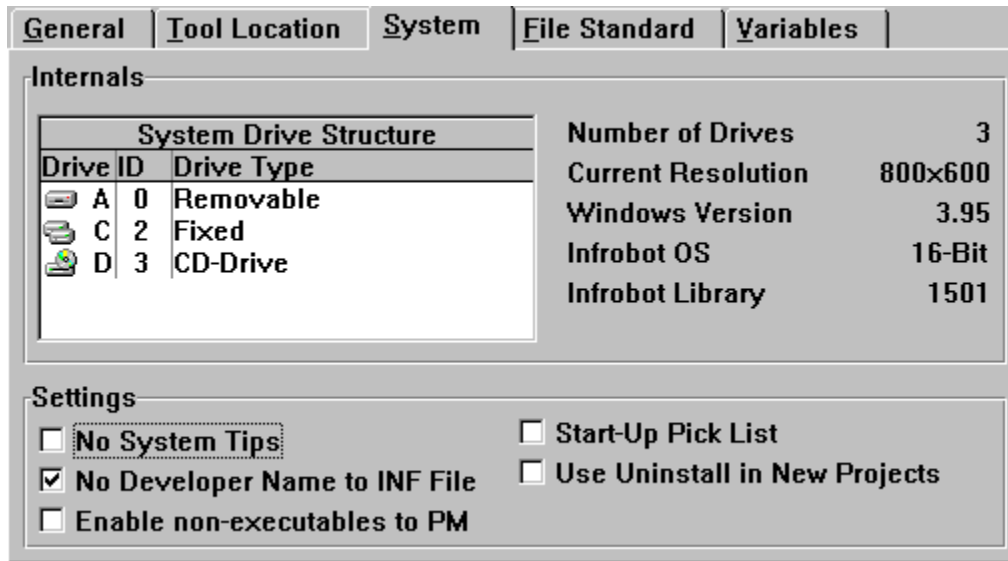 General Tool Location System File Standard Variables
Internals
System Drive Structure
Drive ID Drive Type
A 0 Removable
C 2 Fixed
D 3 CD-Drive
Number of Drives 3
Current Resolution 800x600
Windows Version 3.95
Infrobot OS 16-Bit
Infrobot Library 1501
Settings
No System Tips
No Developer Name to INF File
Enable non-executables to PM
Start-Up Pick List
Use Uninstall in New Projects